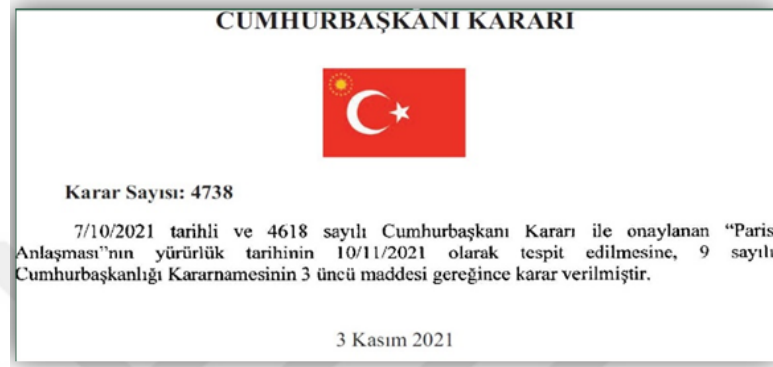 CUMHURBAŞKANI KARARI
Karar Sayısı: 4738
7/10/2021 tarihli ve 4618 sayılı Cumhurbaşkanı Kararı ile onaylanan “Paris
Anlaşması”nın yürürlük tarihinin 10/11/2021 olarak tespit edilmesine, 9 sayılı
Cumhurbaşkanlığı Kararnamesinin 3 üncü maddesi gereğince karar verilmiştir.
3 Kasım 2021